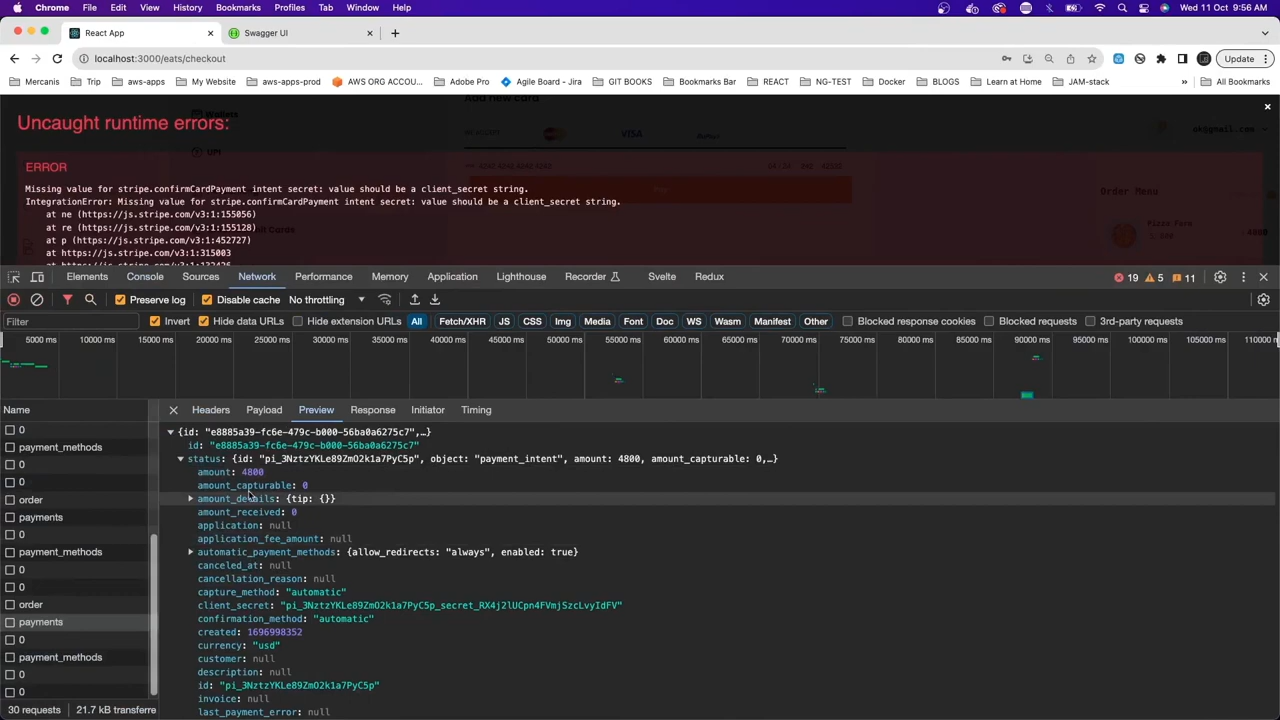 Chrome File Edit View History Bookmarks Profiles Tab Window Help Wed 11 Oct 9:56 AM
React App Swagger UI
localhost:3000/eats/checkout Update
Mercanis Trip aws-apps My Website aws-apps-prod AWS ORG ACCOU... Adobe Pro Agile Board - Jira GIT BOOKS Bookmarks Bar REACT NG-TEST Docker BLOGS Learn at Home JAM-stack » All Bookmarks
Add new card
Wallets
Uncaught runtime errors:
VISA
UPI
ERROR
4242 4242 4242
Missing value for stripe.confirmCardPayment intent secret: value should be a client_secret string.
Order Menu
IntegrationError: Missing value for stripe.confirmCardPayment intent secret: value should be a client_secret string.
at ne (https://js.stripe.com/v3:1:155056)
at re (https://js.stripe.com/v3:1:155128)
at p (https://js.stripe.com/v3:1:452727)
4800
at https://js.stripe.com/v3:1:315003
Elements Console Sources Network Performance Memory Application Lighthouse Recorder Svelte Redux 19 5 11
Preserve log Disable cache No throttling
Filter Invert Hide data URLs Hide extension URLs All Fetch/XHR JS CSS Img Media Font Doc WS Wasm Manifest Other Blocked response cookies Blocked requests 3rd-party requests
5000 ms 10000 ms 15000 ms 20000 ms 25000 ms 30000 ms 35000 ms 40000 ms 45000 ms 50000 ms 55000 ms 60000 ms 65000 ms 70000 ms 75000 ms 80000 ms 85000 ms 90000 ms 95000 ms 100000 ms 105000 ms 110000 m
Name Headers Payload Preview Response Initiator Timing
0
payment_methods
0
0
order
payments
0
payment_methods
0
0
order
payments
0
payment_methods
0
0
30 requests 21.7 kB transferre
{id: "e8885a39-fc6e-479c-b000-56ba0a6275c7",…}
id: "e8885a39-fc6e-479c-b000-56ba0a6275c7"
status: {id: "pi_3NztzYKLe89ZmO2k1a7PyC5p", object: "payment_intent", amount: 4800, amount_capturable: 0,…}
amount: 4800
amount_capturable: 0
amount_details: {tip: {}}
amount_received: 0
application: null
application_fee_amount: null
automatic_payment_methods: {allow_redirects: "always", enabled: true}
canceled_at: null
cancellation_reason: null
capture_method: "automatic"
client_secret: "pi_3NztzYKLe89ZmO2k1a7PyC5p_secret_RX4j2lUCpn4FVmjSzcLvyIdFV"
confirmation_method: "automatic"
created: 1696998352
currency: "usd"
customer: null
description: null
id: "pi_3NztzYKLe89ZmO2k1a7PyC5p"
invoice: null
last_payment_error: null